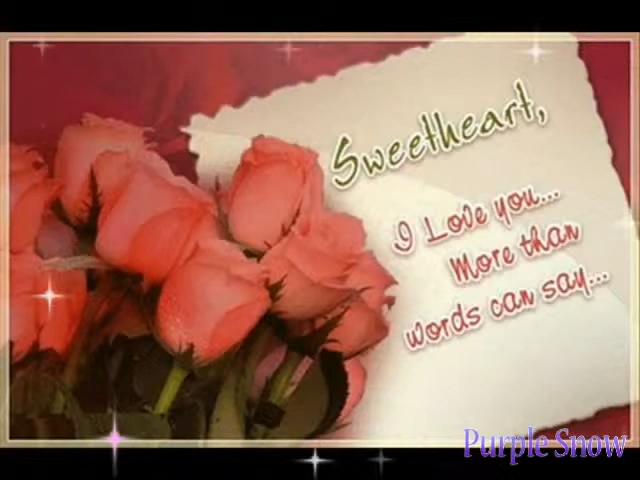 Sweetheart,
I Love you...
More than
words can say...
Purple Snow